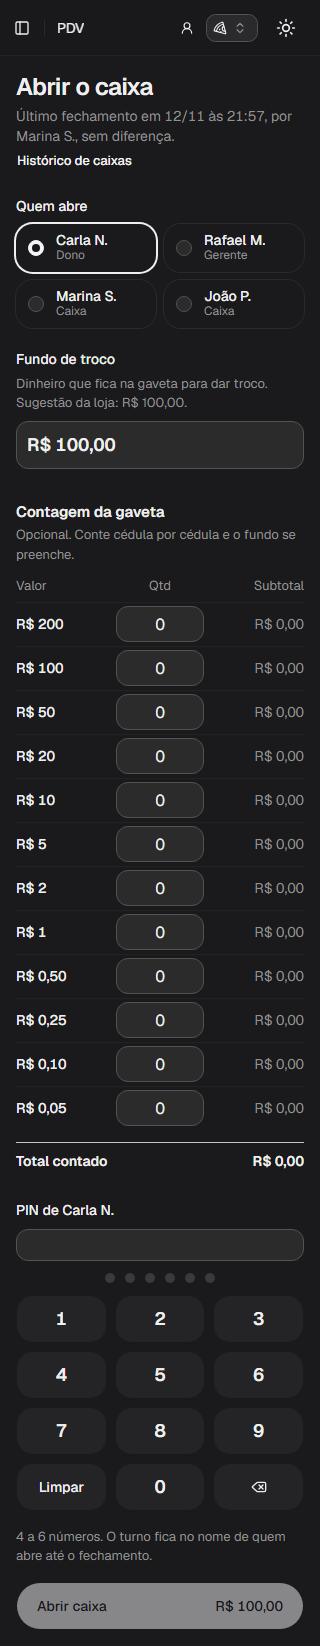 PDV
Abrir o caixa
Último fechamento em 12/11 às 21:57, por
Marina S., sem diferença.
Histórico de caixas
Quem abre
Carla N.
Dono
Rafael M.
Gerente
Marina S.
Caixa
João P.
Caixa
Fundo de troco
Dinheiro que fica na gaveta para dar troco.
Sugestão da loja: R$ 100,00.
R$ 100,00
Contagem da gaveta
Opcional. Conte cédula por cédula e o fundo se
preenche.
Valor Qtd Subtotal
R$ 200 0 R$ 0,00
R$ 100 0 R$ 0,00
R$ 50 0 R$ 0,00
R$ 20 0 R$ 0,00
R$ 10 0 R$ 0,00
R$ 5 0 R$ 0,00
R$ 2 0 R$ 0,00
R$ 1 0 R$ 0,00
R$ 0,50 0 R$ 0,00
R$ 0,25 0 R$ 0,00
R$ 0,10 0 R$ 0,00
R$ 0,05 0 R$ 0,00
Total contado R$ 0,00
PIN de Carla N.
1 2 3
4 5 6
7 8 9
Limpar 0
4 a 6 números. O turno fica no nome de quem
abre até o fechamento.
Abrir caixa R$ 100,00